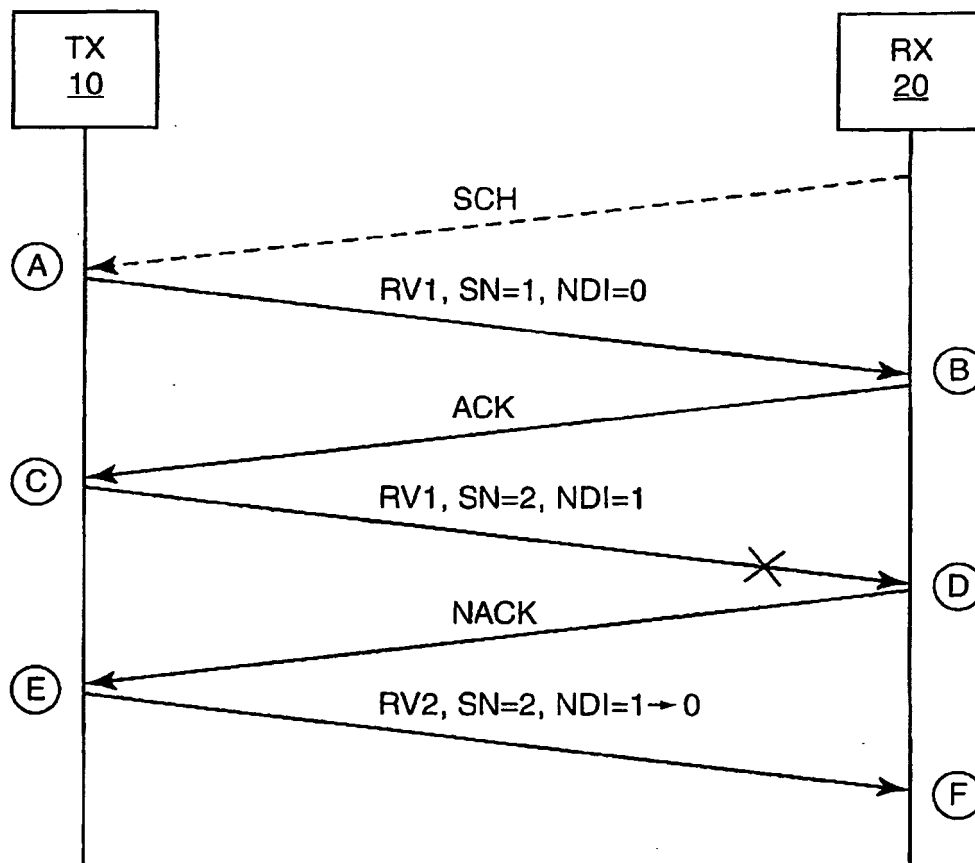 TX
10
RX
20
SCH
A
RV1, SN=1, NDI=0
B
ACK
C
RV1, SN=2, NDI=1
D
NACK
E
RV2, SN=2, NDI=1→0
F